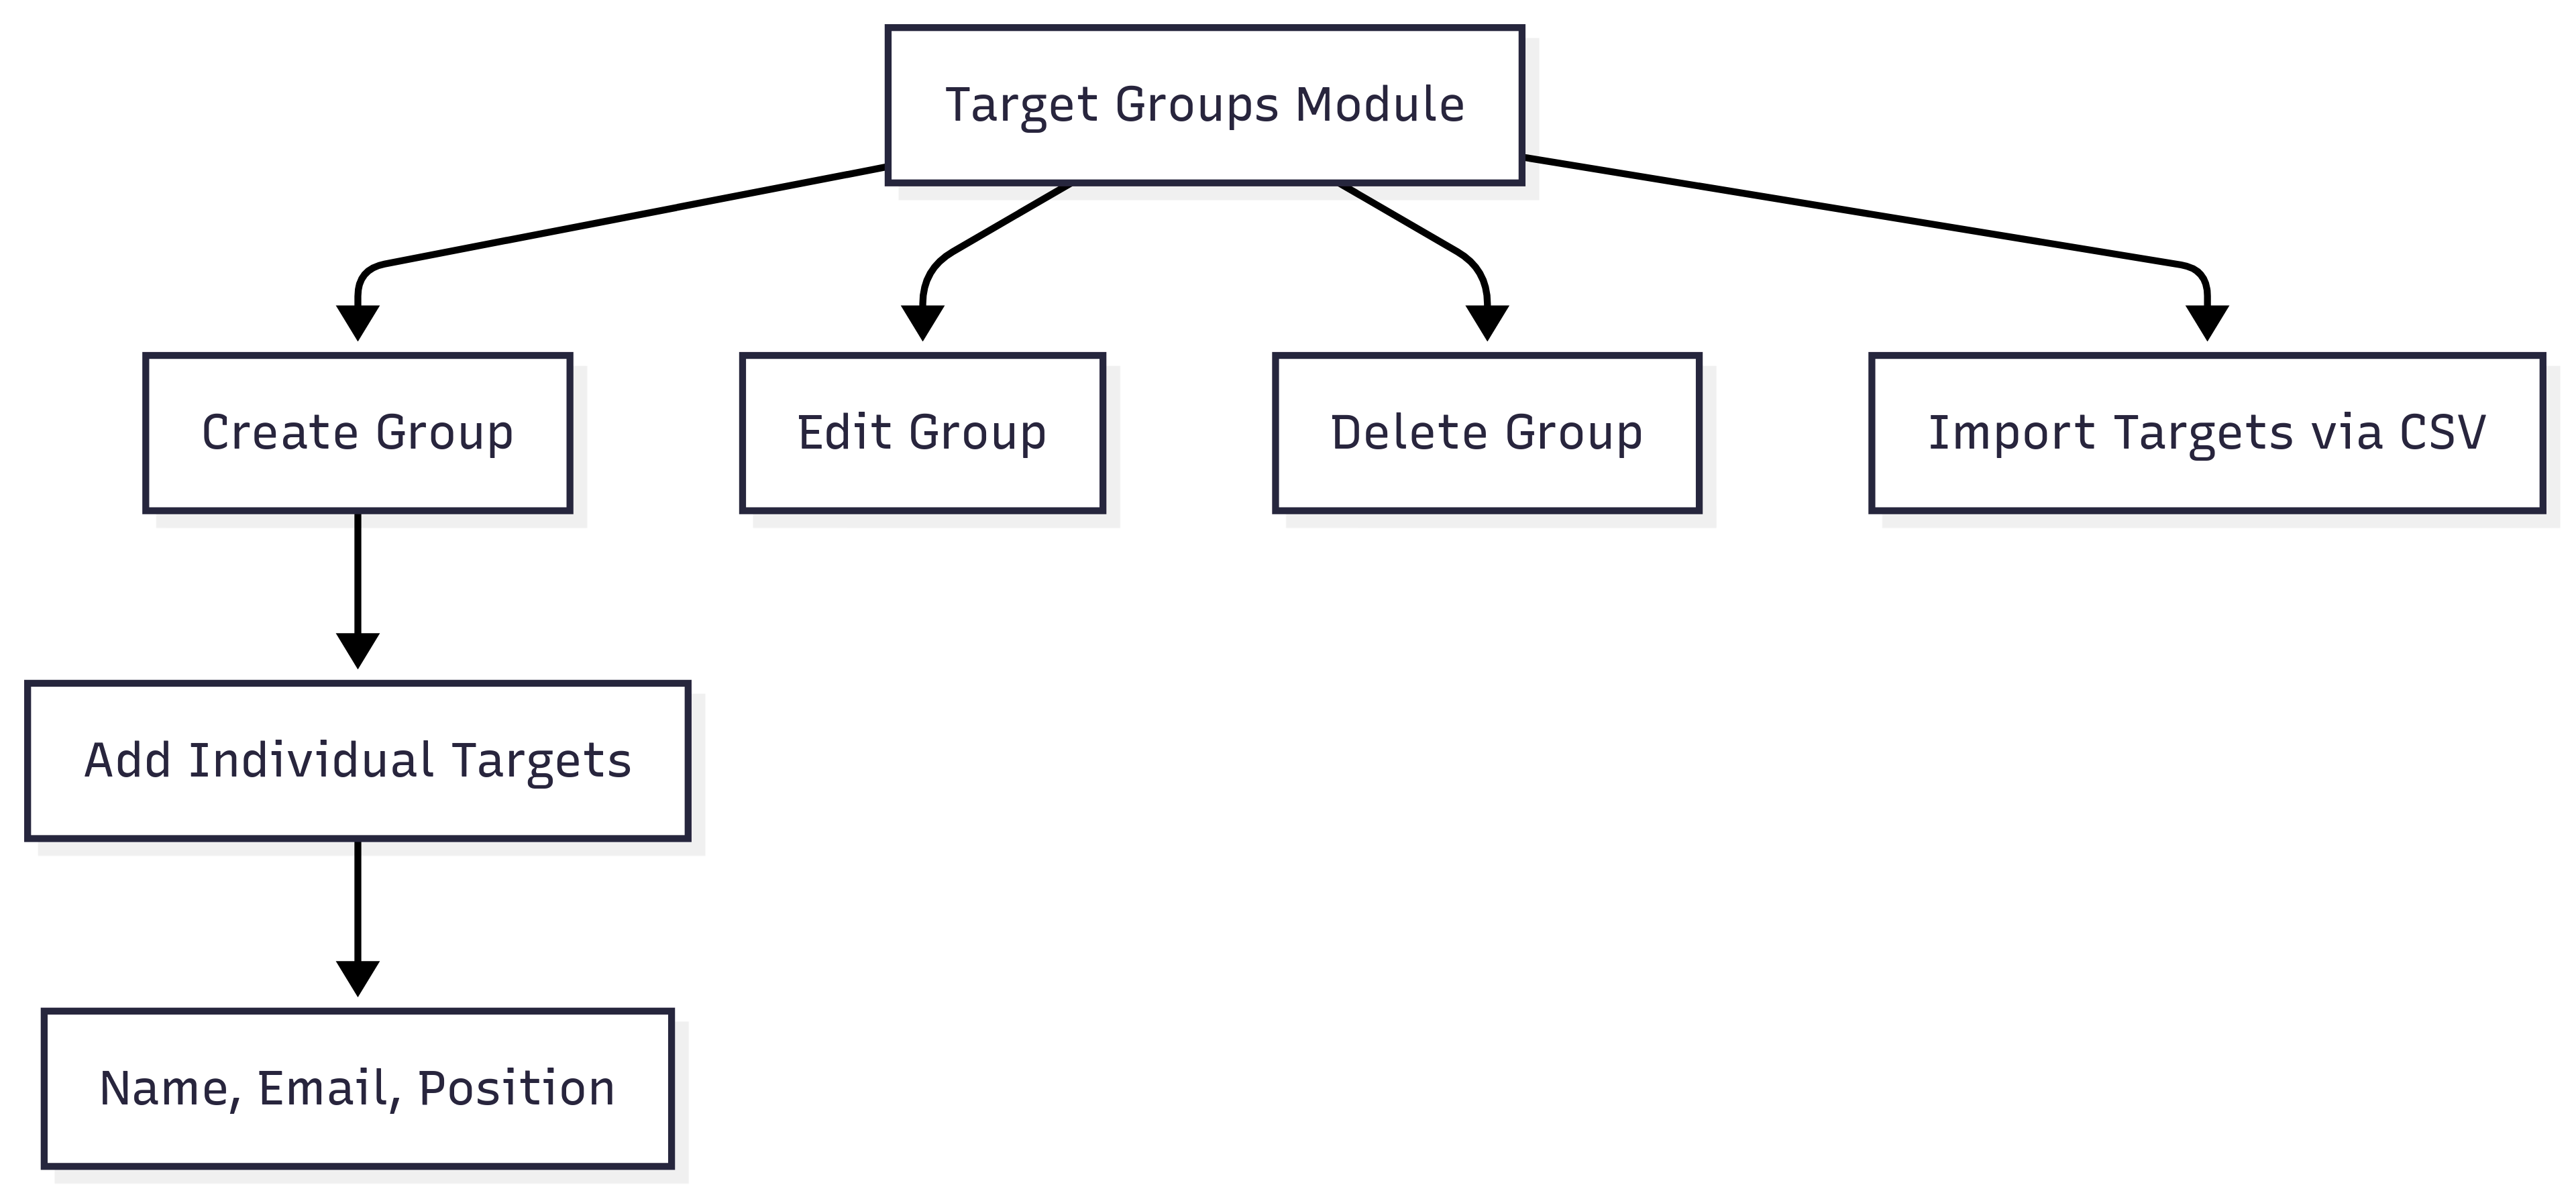 Target Groups Module
Create Group
Edit Group
Delete Group
Import Targets via CSV
Add Individual Targets
Name, Email, Position